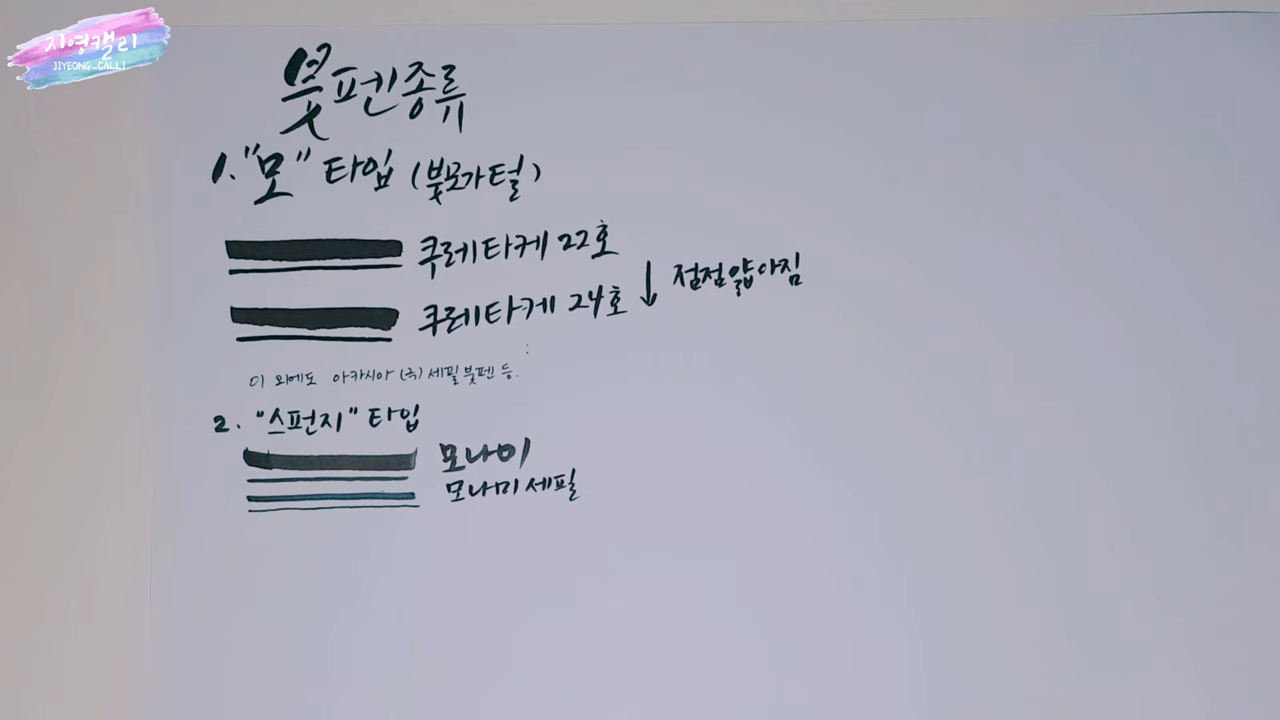 지영캘리
JIYEONG_CALLI
붓펜종류
1. "모" 타입 (붓모가 털)
쿠레타케 22호
↓ 점점 얇아짐
쿠레타케 24호
:
이 외에도 아카시아 (극) 세필붓펜 등.
2. "스펀지" 타입
모나미
모나미 세필